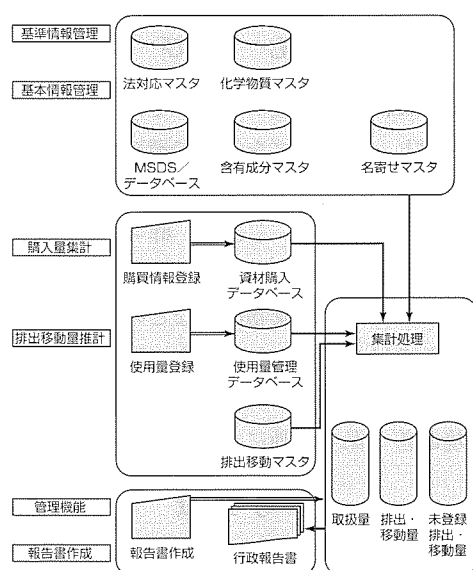 基準情報管理
基本情報管理
法対応マスタ
化学物質マスタ
MSDS／
データベース
含有成分マスタ
名寄せマスタ
購入量集計
購買情報登録
資材購入
データベース
排出移動量推計
使用量登録
使用量管理
データベース
集計処理
排出移動マスタ
取扱量
排出・
移動量
未登録
排出・
移動量
管理機能
報告書作成
報告書作成
行政報告書